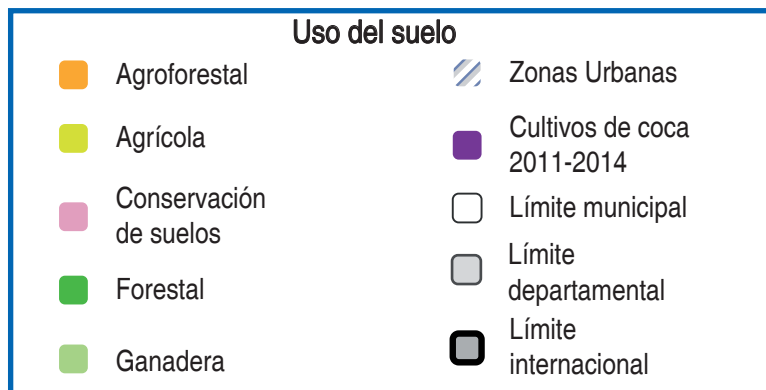 Uso del suelo
Agroforestal
Agrícola
Conservación
de suelos
Forestal
Ganadera
Zonas Urbanas
Cultivos de coca
2011-2014
Límite municipal
Límite
departamental
Límite
internacional